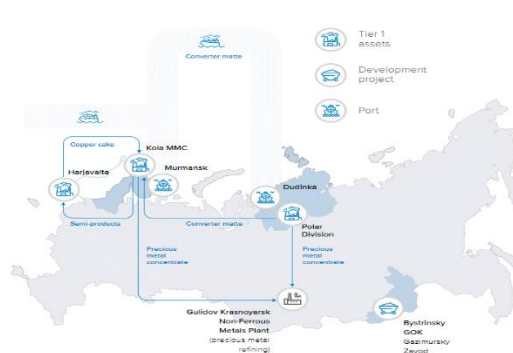 Tier 1
assets
Development
project
Port
Converter matte
Copper cake
Kola MMC
Harjavalta
Murmansk
Dudinka
Semi-products
Converter matte
Polar
Division
Precious
metal
concentrate
Precious
metal
concentrate
Gulidov Krasnoyarsk
Non-Ferrous
Metals Plant
(precious metal
refining)
Bystrinsky
GOK
Gazimursky
Zavod